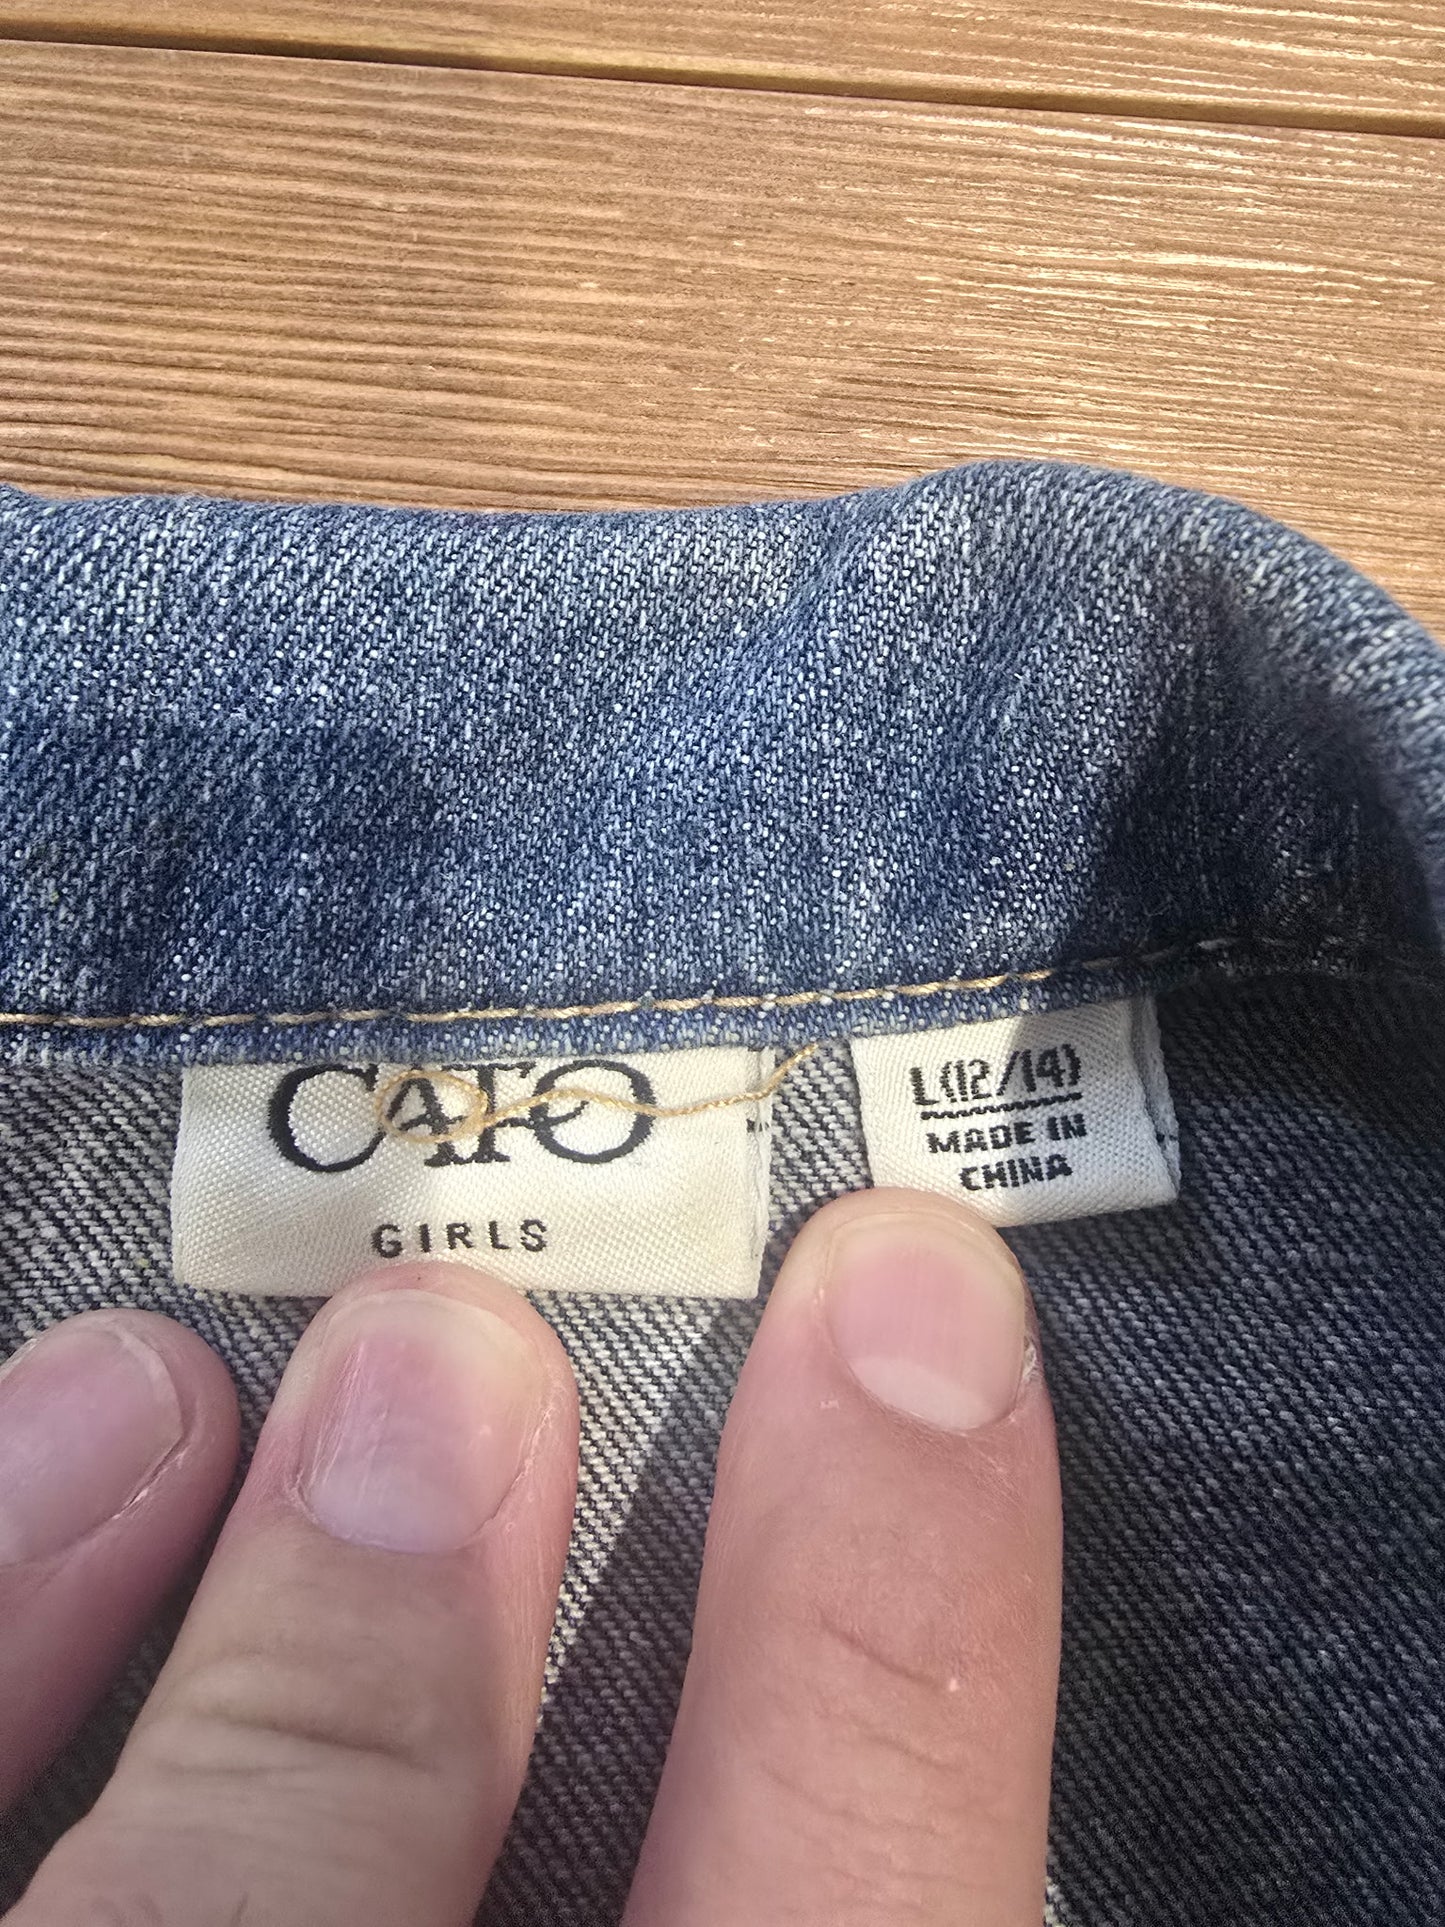 CATO
GIRLS
L(12/14)
MADE IN
CHINA